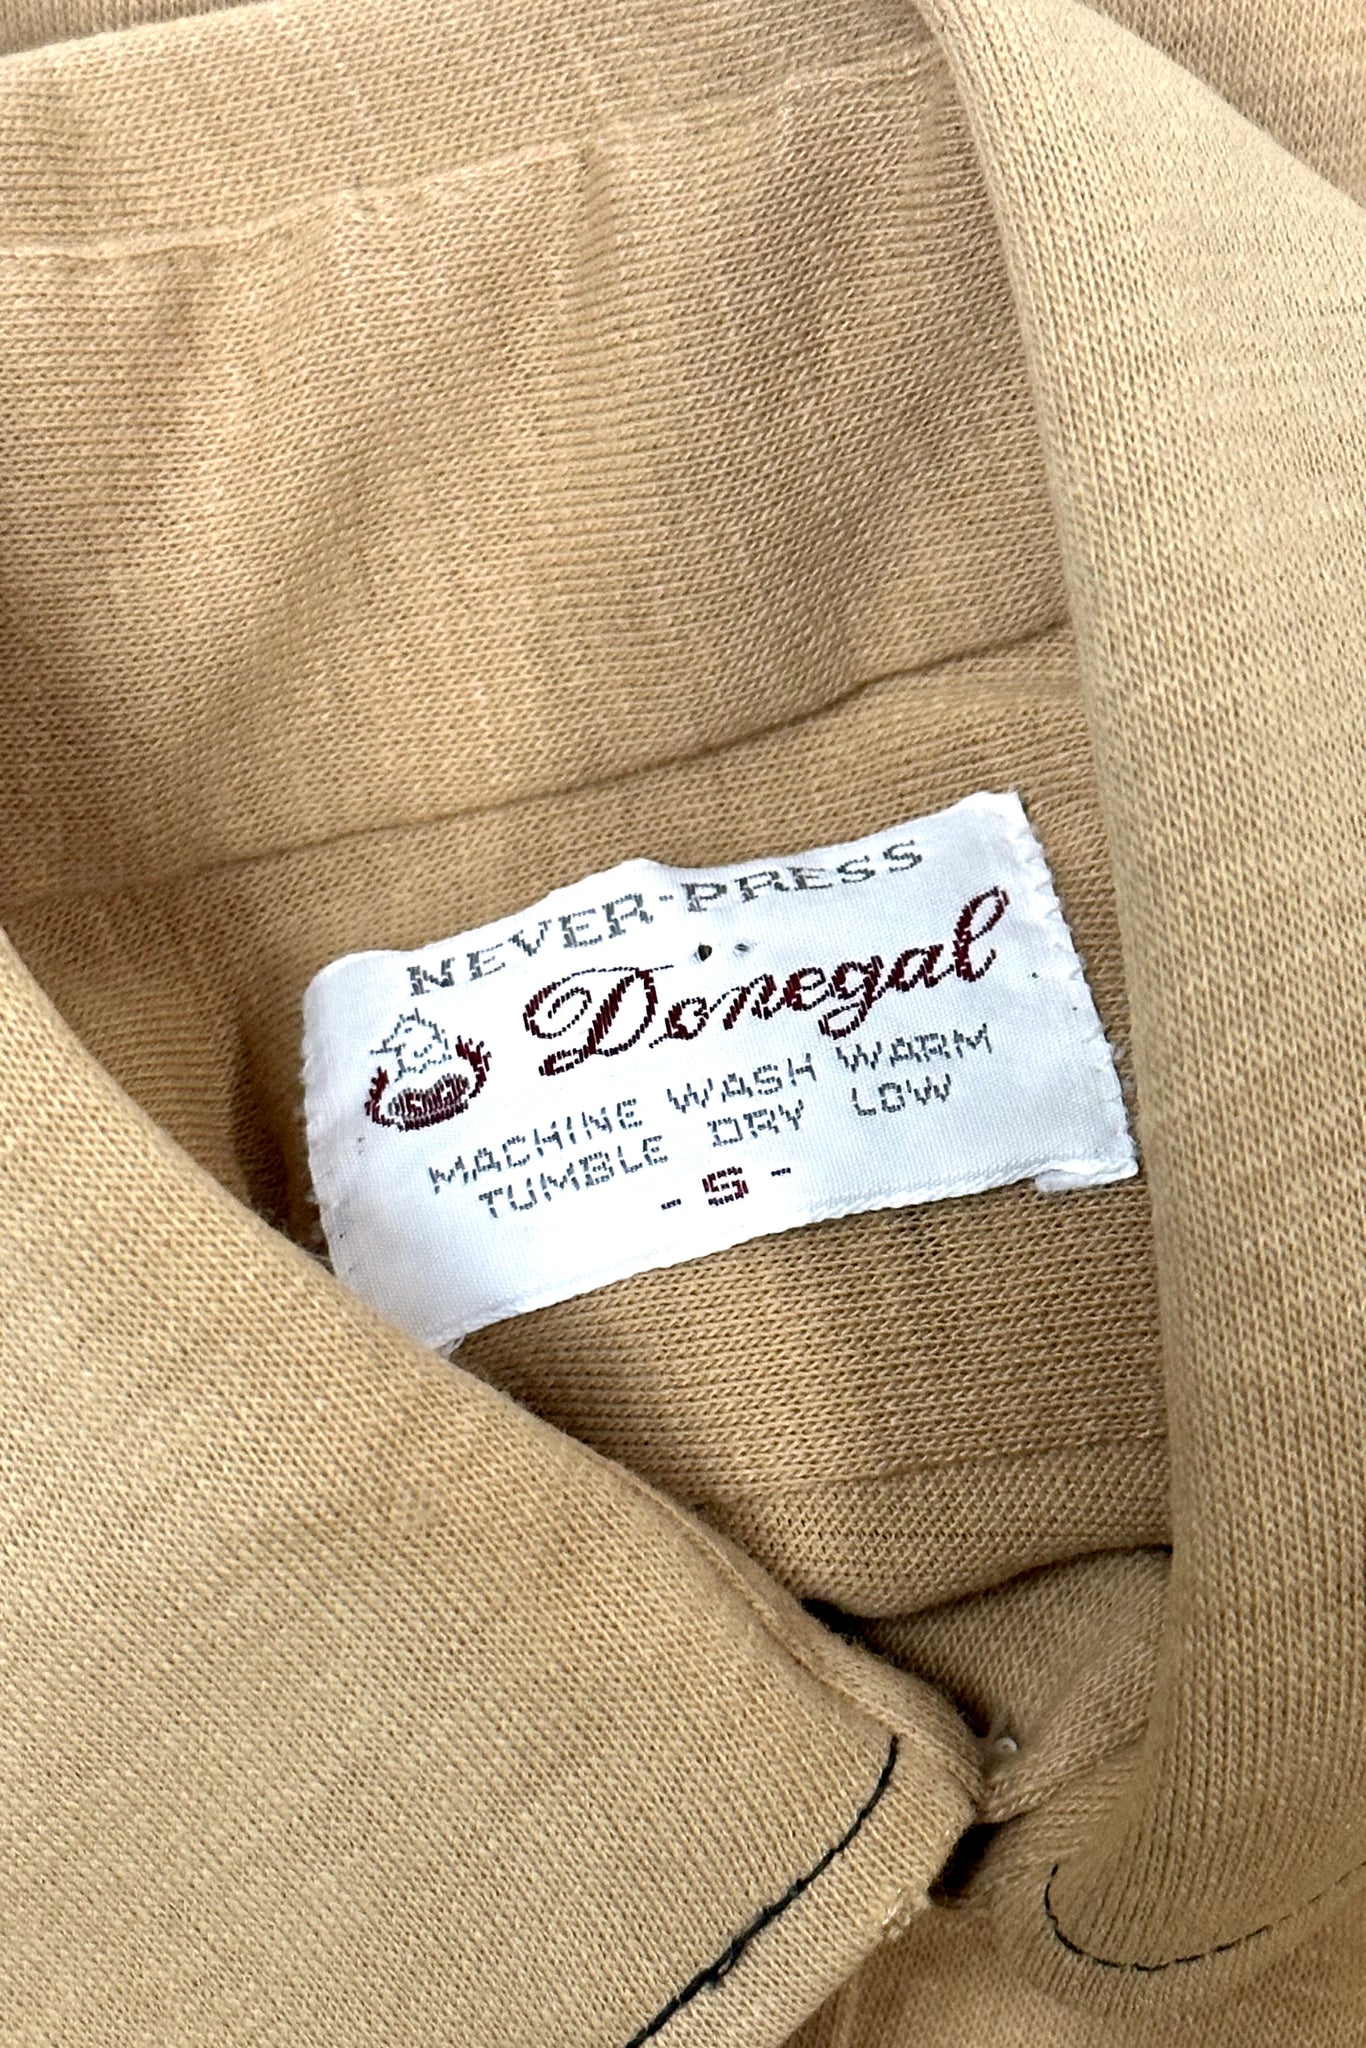 NEVER-PRESS
Donegal
MACHINE WASH WARM
TUMBLE DRY LOW
- S -